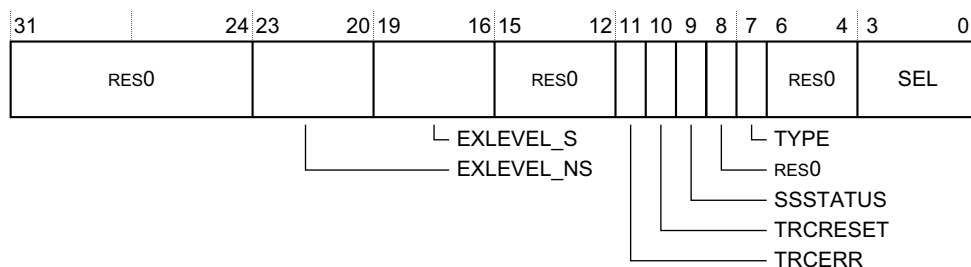 31 24 23 20 19 16 15 12 11 10 9 8 7 6 4 3 0
RES0 RES0 RES0 SEL
EXLEVEL_S TYPE
EXLEVEL_NS RES0
SSSTATUS
TRCRESET
TRCERR